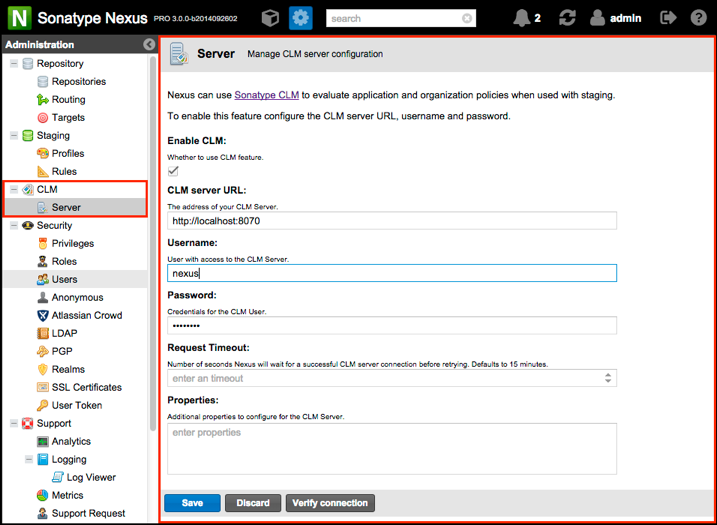 Sonatype Nexus PRO 3.0.0-b2014092602
search
2
admin
Administration
Repository
Repositories
Routing
Targets
Staging
Profiles
Rules
CLM
Server
Security
Privileges
Roles
Users
Anonymous
Atlassian Crowd
LDAP
PGP
Realms
SSL Certificates
User Token
Support
Analytics
Logging
Log Viewer
Metrics
Support Request
Server Manage CLM server configuration
Nexus can use Sonatype CLM to evaluate application and organization policies when used with staging.
To enable this feature configure the CLM server URL, username and password.
Enable CLM:
Whether to use CLM feature.
CLM server URL:
The address of your CLM Server.
http://localhost:8070
Username:
User with access to the CLM Server.
nexus
Password:
Credentials for the CLM User.
••••••••
Request Timeout:
Number of seconds Nexus will wait for a successful CLM server connection before retrying. Defaults to 15 minutes.
enter an timeout
Properties:
Additional properties to configure for the CLM Server.
enter properties
Save Discard Verify connection